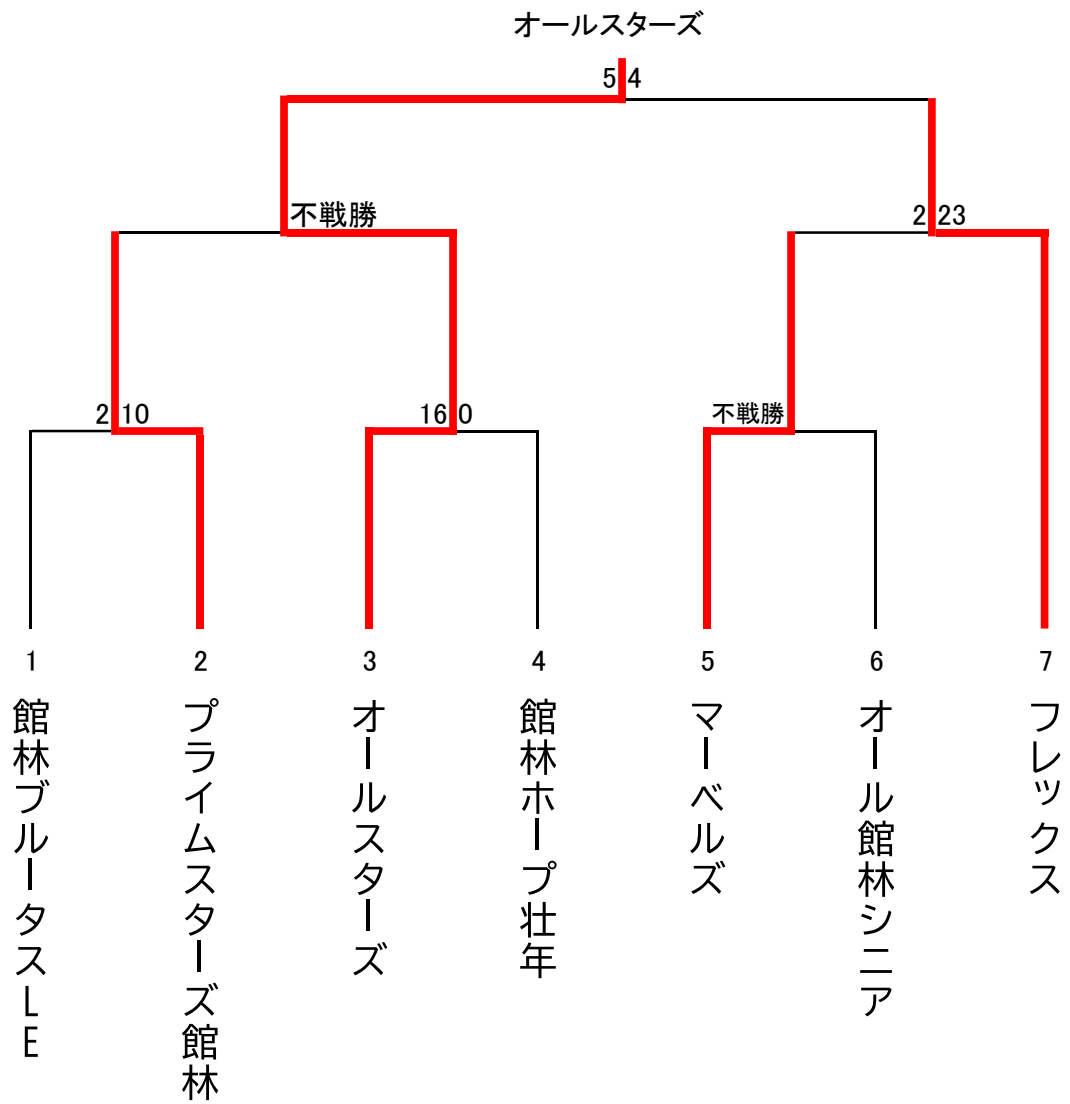 オールスターズ
5 4
不戦勝
2 23
2 10
16 0
不戦勝
1
2
3
4
5
6
7
館林ブルータスLE
プライムスターズ館林
オールスターズ
館林ホープ壮年
マーベルズ
オール館林シニア
フレックス